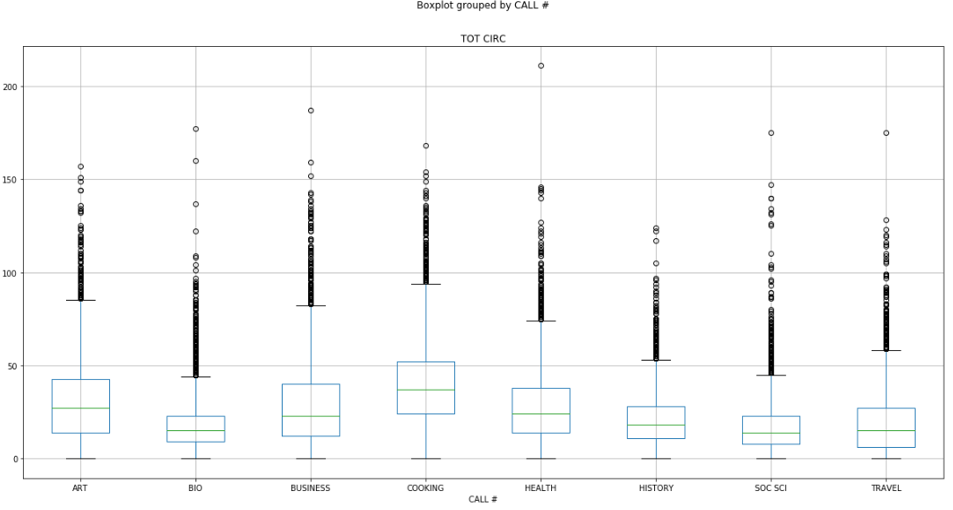 Boxplot grouped by CALL #
TOT CIRC
200
150
100
50
0
ART BIO BUSINESS COOKING HEALTH HISTORY SOC SCI TRAVEL
CALL #